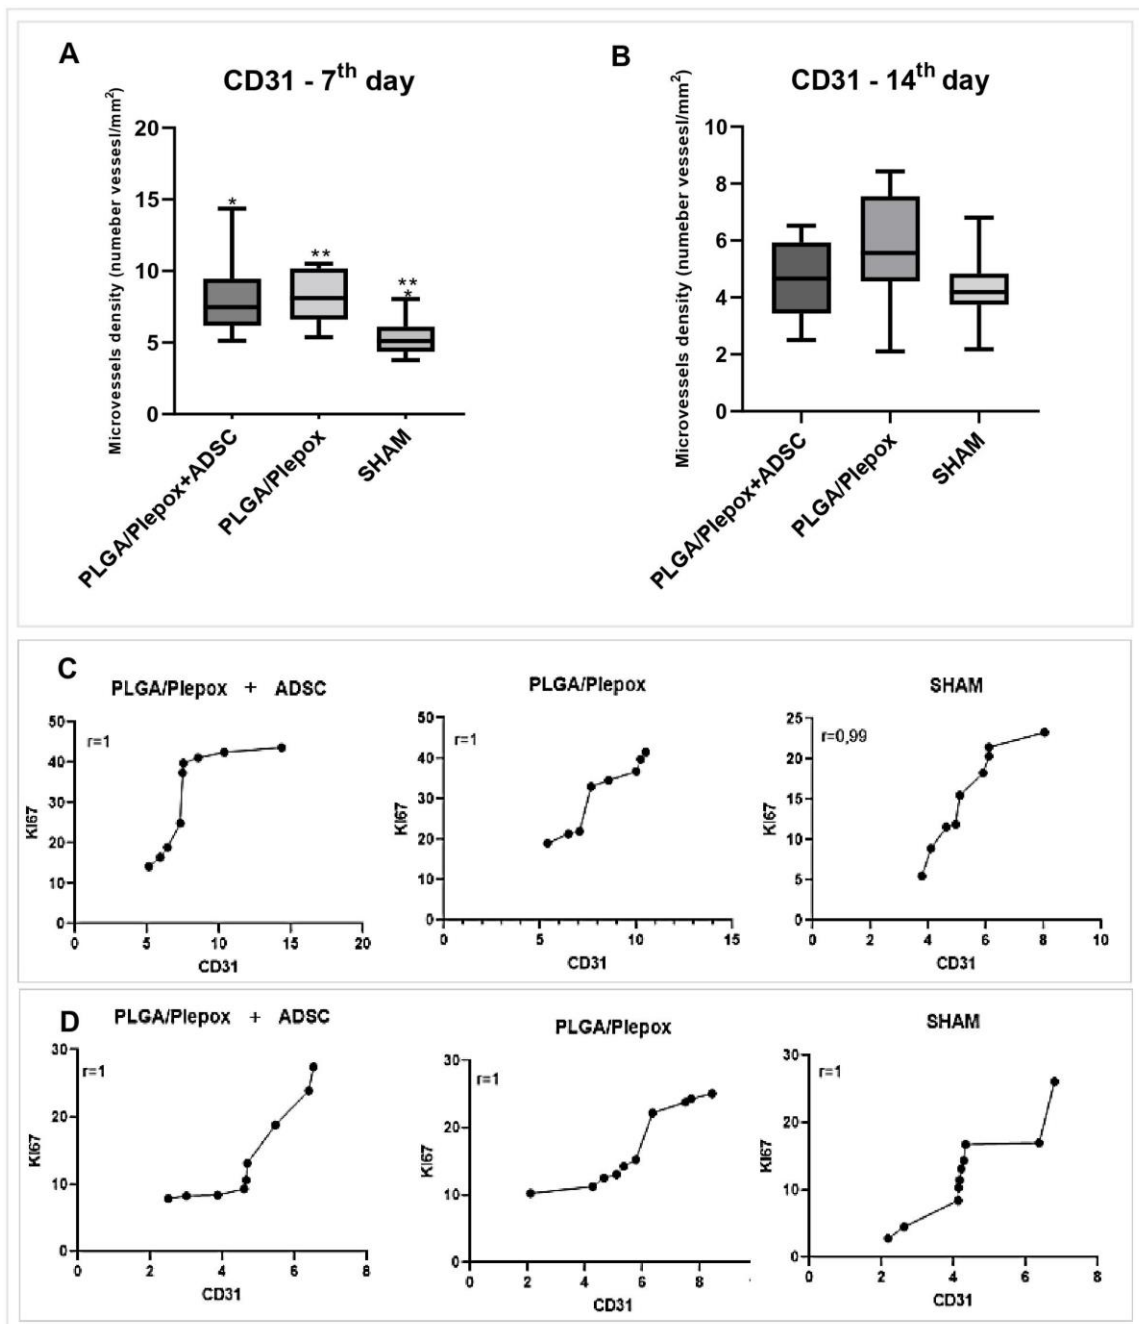 A
CD31 - 7th day
Microvessels density (numeber vessesl/mm2)
20
15
10
5
0
*
**
**
*
PLGA/Plepox+ADSC
PLGA/Plepox
SHAM
B
CD31 - 14th day
Microvessels density (numeber vessesl/mm2)
10
8
6
4
2
0
PLGA/Plepox+ADSC
PLGA/Plepox
SHAM
C
PLGA/Plepox + ADSC
r=1
KI67
50
40
30
20
10
0
0 5 10 15 20
CD31
PLGA/Plepox
r=1
KI67
50
40
30
20
10
0
0 5 10 15
CD31
SHAM
r=0,99
KI67
25
20
15
10
5
0
0 2 4 6 8 10
CD31
D
PLGA/Plepox + ADSC
r=1
KI67
30
20
10
0
0 2 4 6 8
CD31
PLGA/Plepox
r=1
KI67
30
20
10
0
0 2 4 6 8
CD31
SHAM
r=1
KI67
30
20
10
0
0 2 4 6 8
CD31